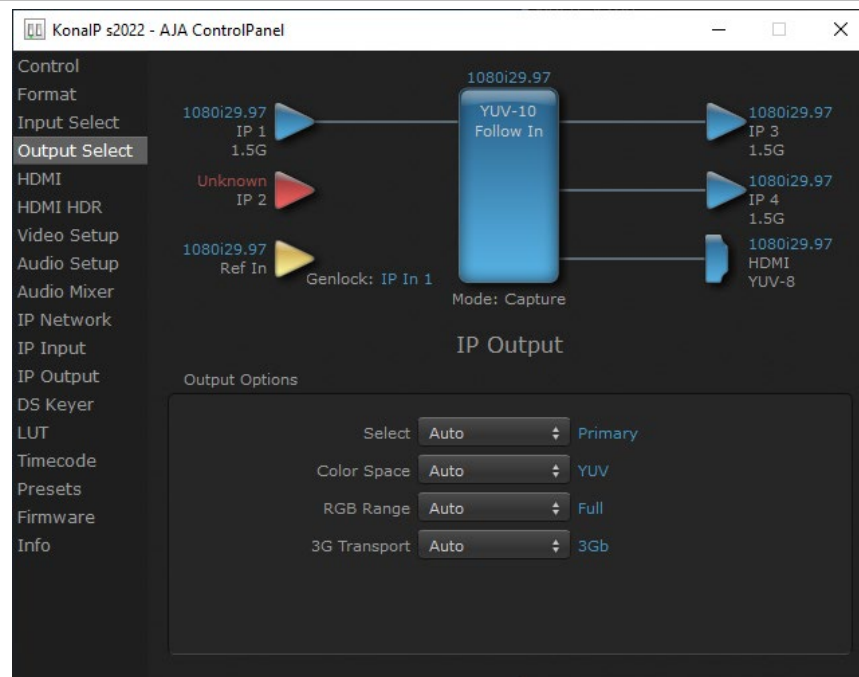 KonaIP s2022 - AJA ControlPanel
Control
Format
Input Select
Output Select
HDMI
HDMI HDR
Video Setup
Audio Setup
Audio Mixer
IP Network
IP Input
IP Output
DS Keyer
LUT
Timecode
Presets
Firmware
Info
1080i29.97
IP 1
1.5G
Unknown
IP 2
1080i29.97
Ref In
Genlock: IP In 1
1080i29.97
YUV-10
Follow In
Mode: Capture
1080i29.97
IP 3
1.5G
1080i29.97
IP 4
1.5G
1080i29.97
HDMI
YUV-8
IP Output
Output Options
Select Auto Primary
Color Space Auto YUV
RGB Range Auto Full
3G Transport Auto 3Gb